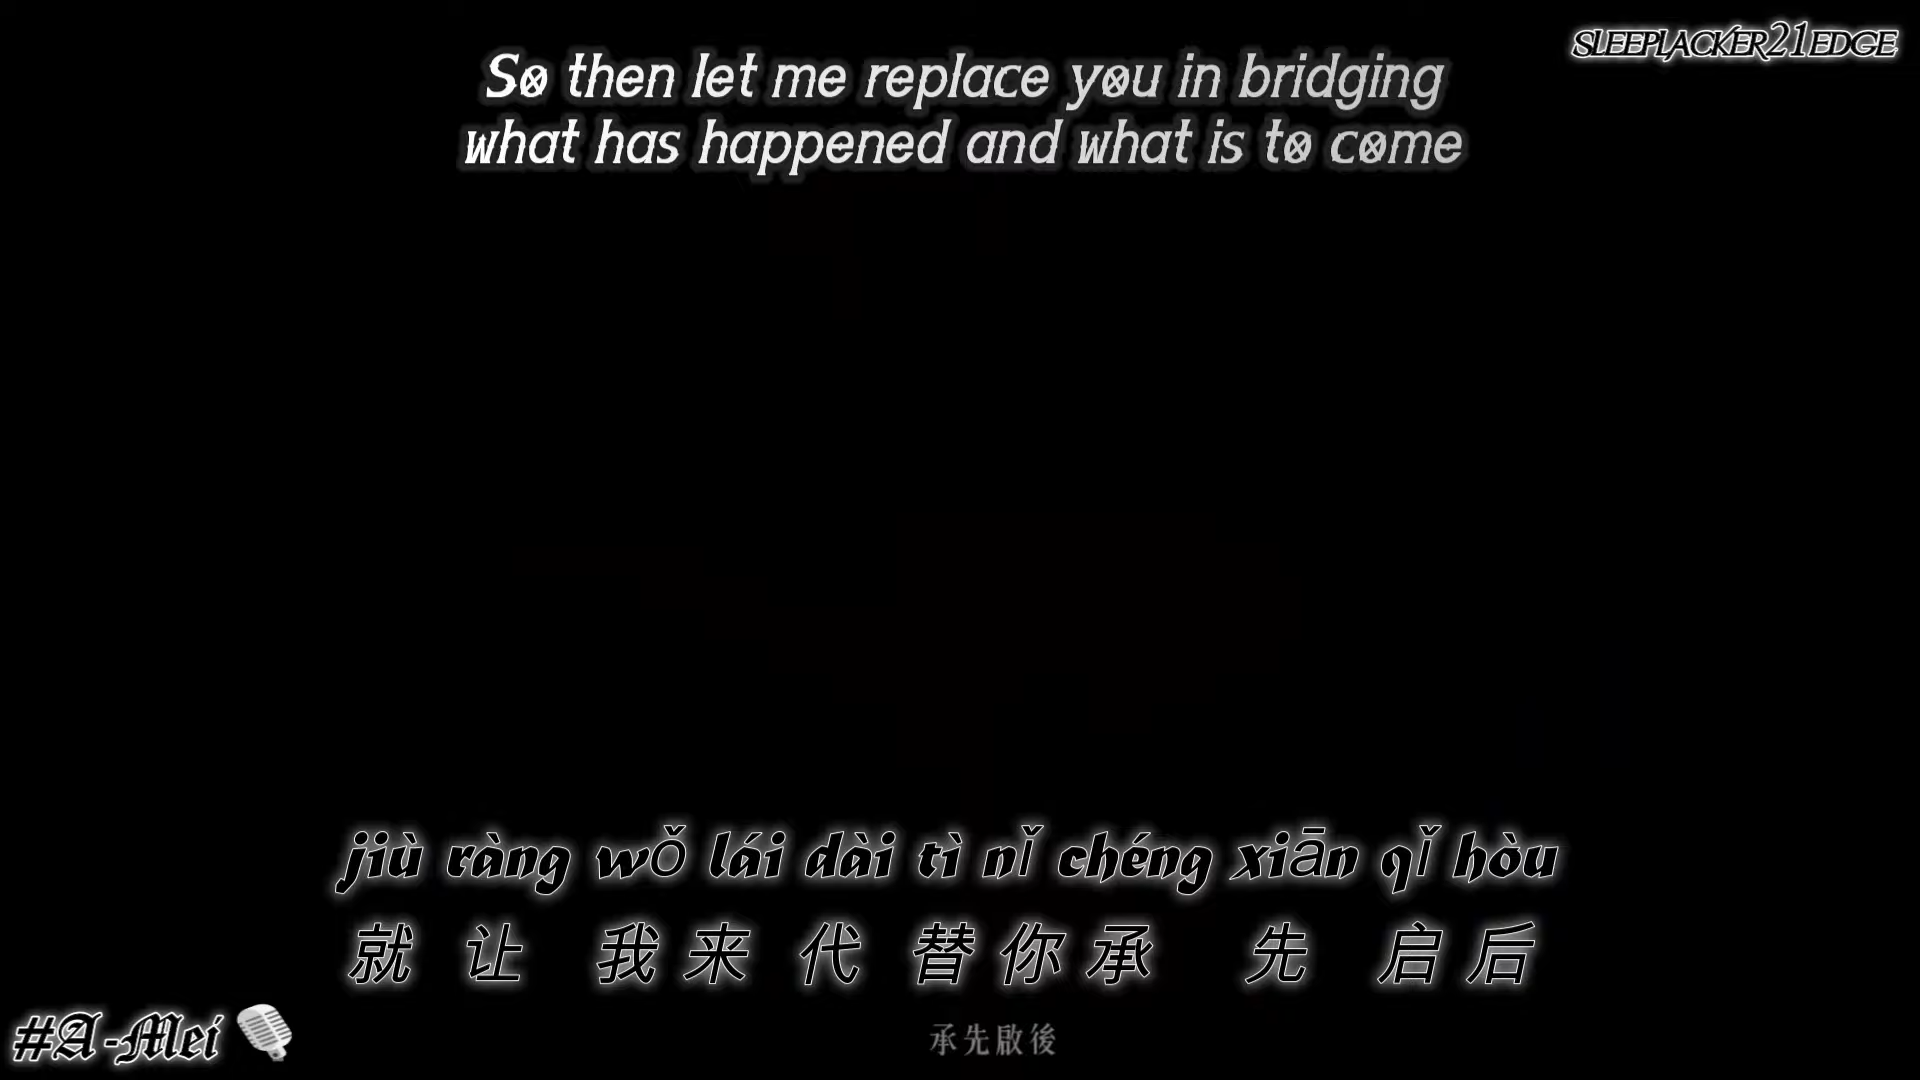 SLEEPLACKER21EDGE
So then let me replace you in bridging
what has happened and what is to come
jiù ràng wǒ lái dài tì nǐ chéng xiān qǐ hòu
就 让 我 来 代 替 你 承 先 启 后
#A-Mei
承先啟後